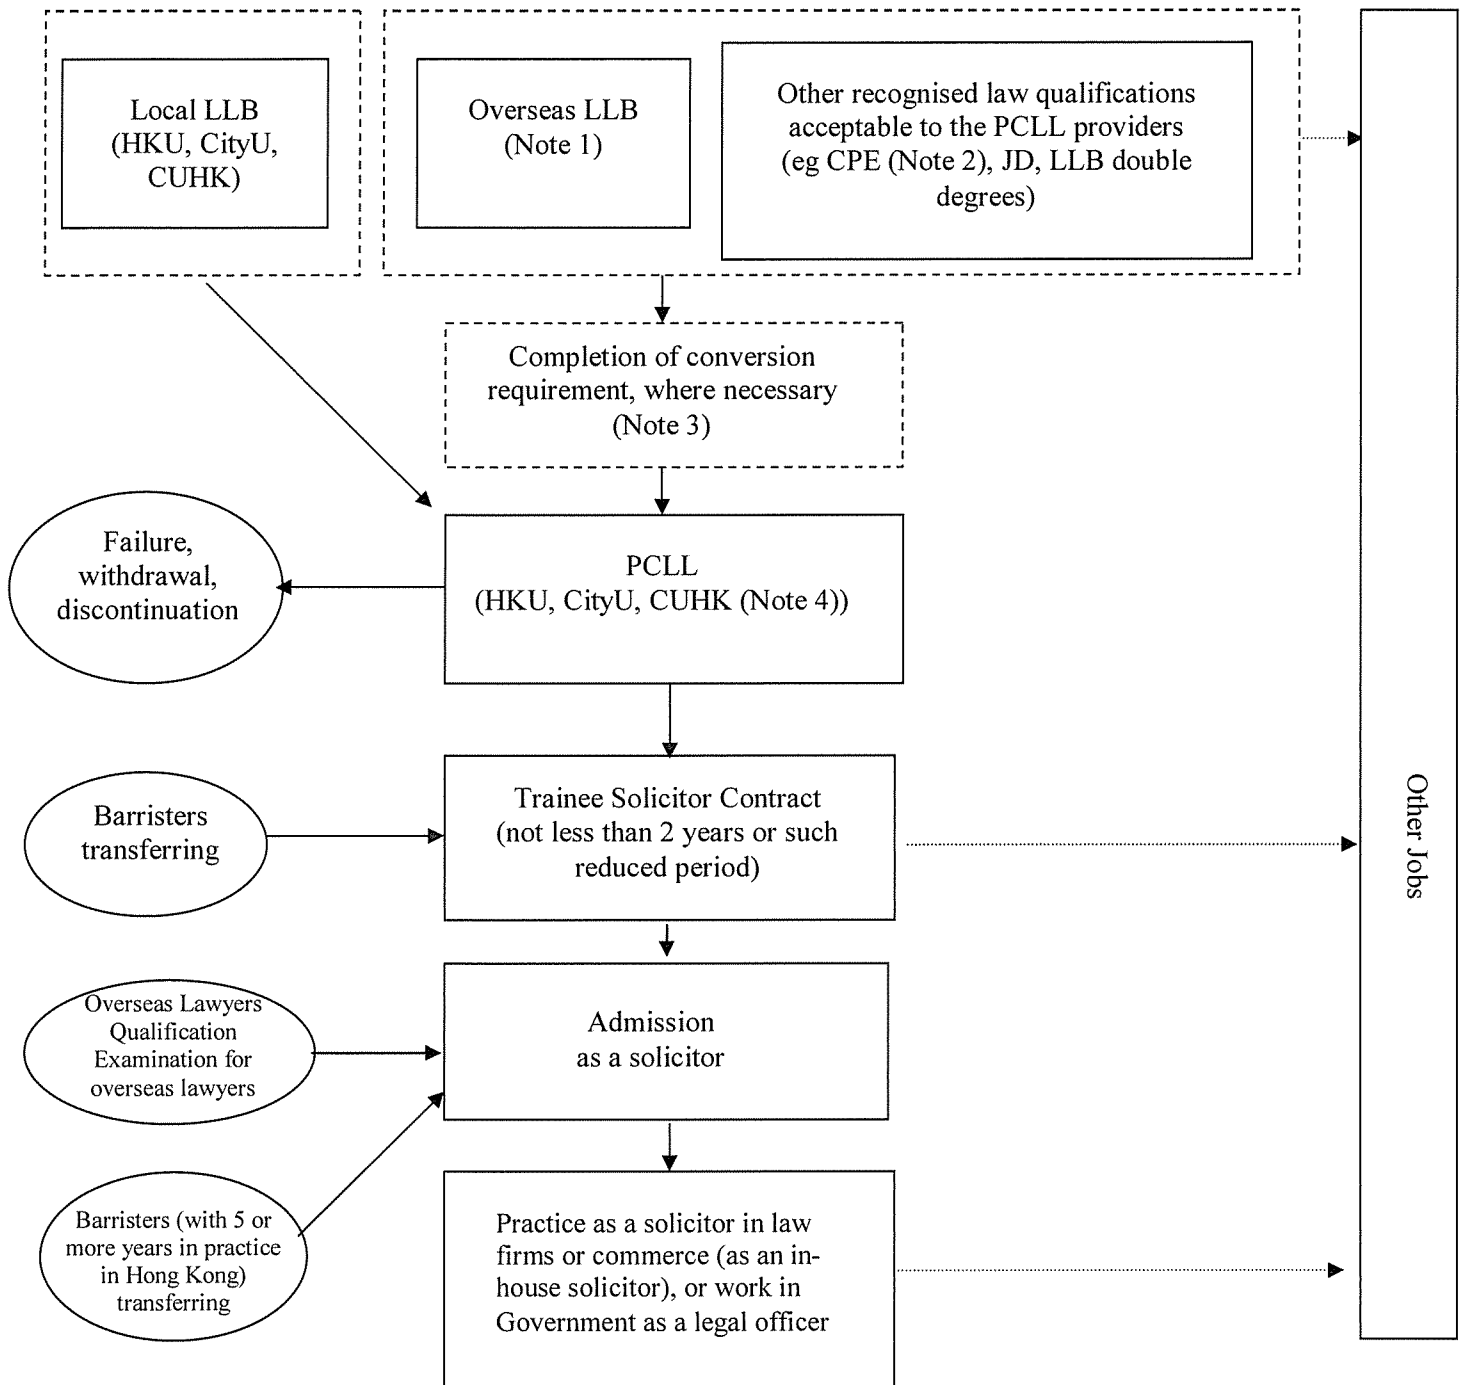 Local LLB
(HKU, CityU,
CUHK)
Overseas LLB
(Note 1)
Other recognised law qualifications
acceptable to the PCLL providers
(eg CPE (Note 2), JD, LLB double
degrees)
Completion of conversion
requirement, where necessary
(Note 3)
Failure,
withdrawal,
discontinuation
PCLL
(HKU, CityU, CUHK (Note 4))
Barristers
transferring
Trainee Solicitor Contract
(not less than 2 years or such
reduced period)
Other Jobs
Overseas Lawyers
Qualification
Examination for
overseas lawyers
Admission
as a solicitor
Barristers (with 5 or
more years in practice
in Hong Kong)
transferring
Practice as a solicitor in law
firms or commerce (as an in-
house solicitor), or work in
Government as a legal officer